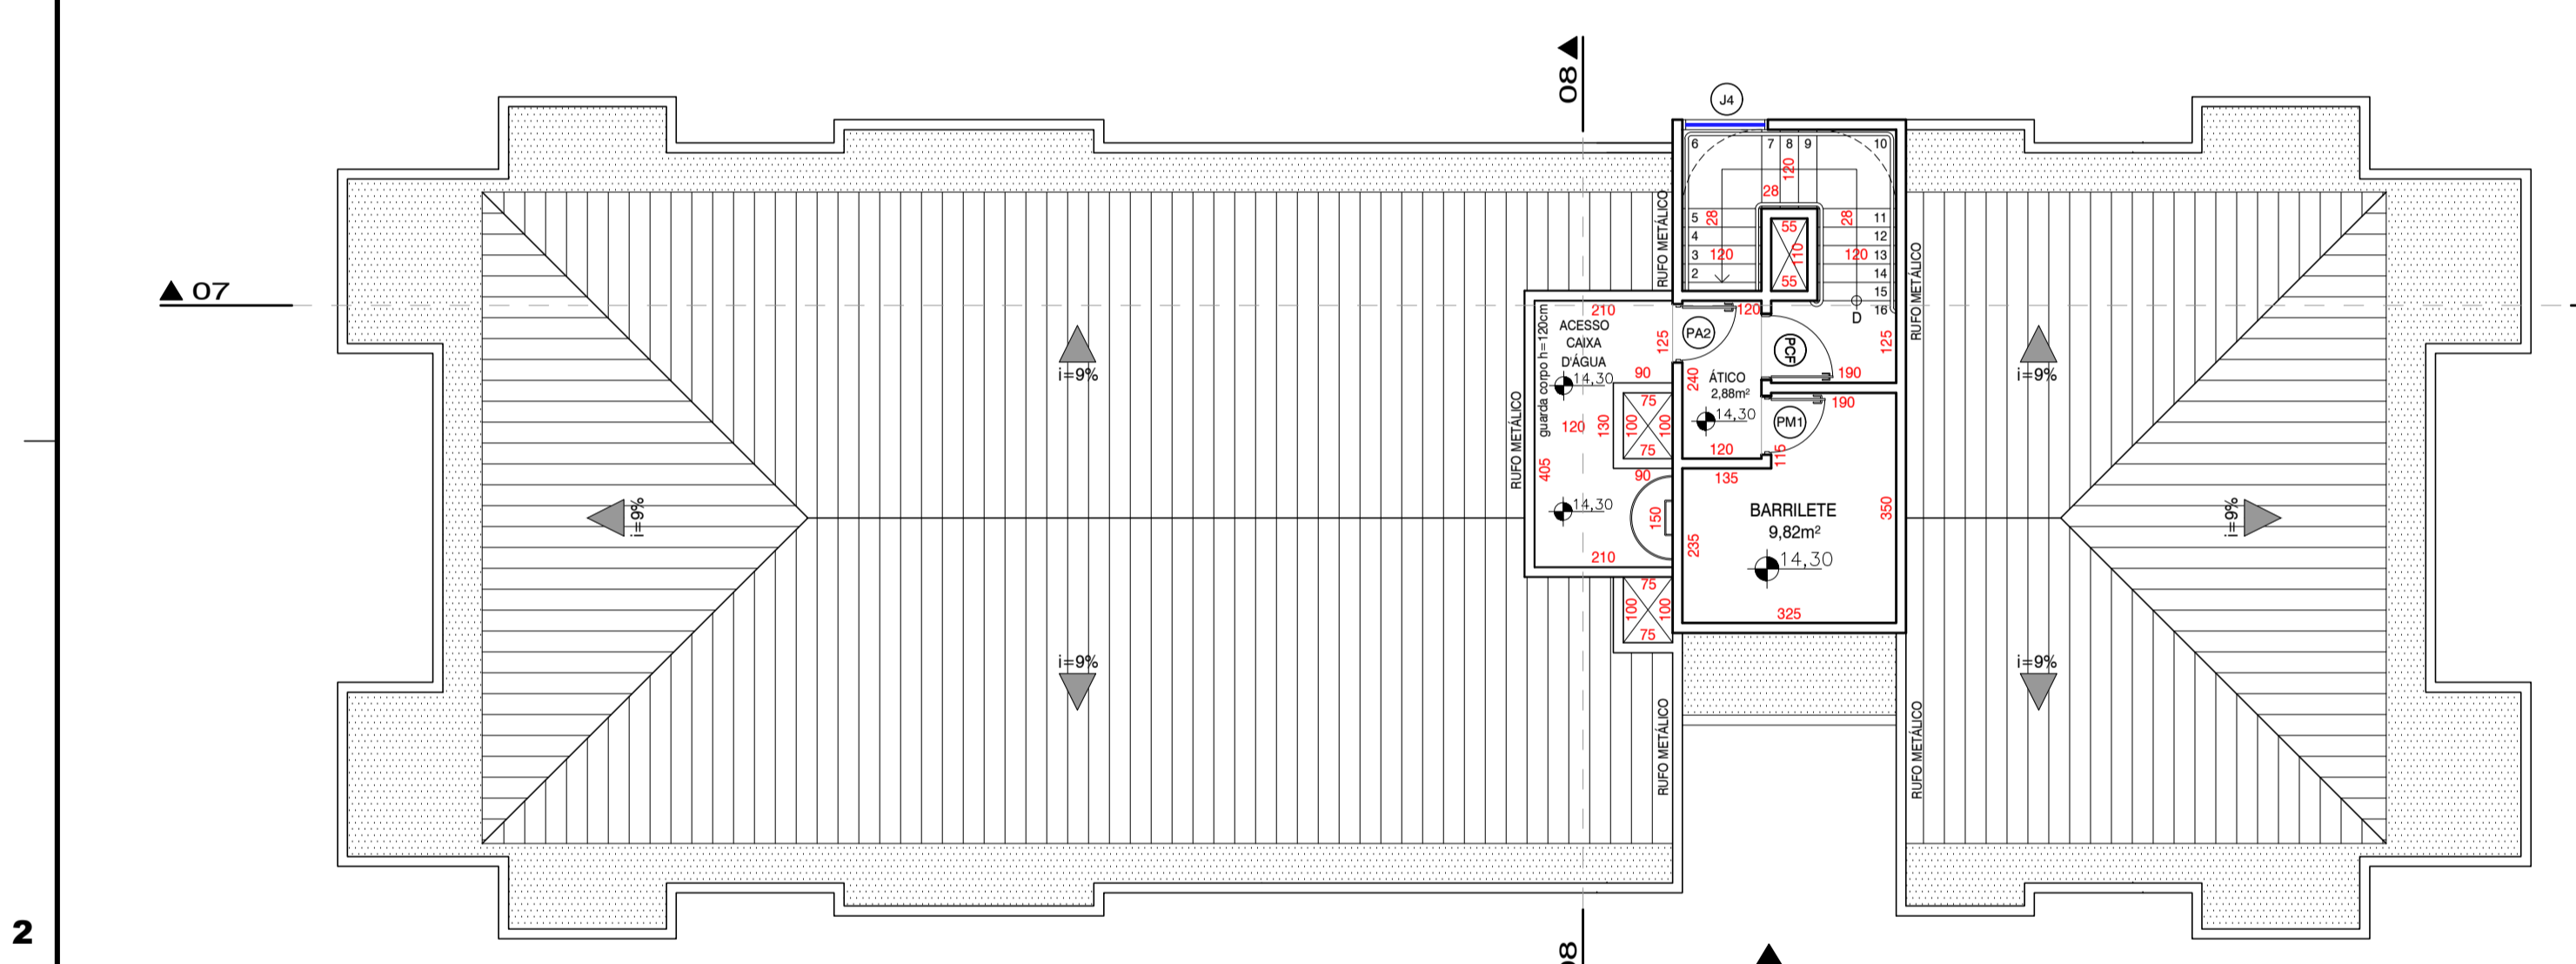 08
J4
6
7
8
9
10
120
28
RUFO METÁLICO
5
28
28
11
55
4
12
3
120
110
120
13
2
14
55
15
07
16
D
RUFO METÁLICO
210
120
ACESSO
CAIXA
D'ÁGUA
guarda corpo h=120cm
125
PA2
PCF
125
i=9%
i=9%
90
14,30
240
ÁTICO
2,88m²
190
75
190
14,30
120
130
100
100
PM1
75
120
115
RUFO METÁLICO
405
90
135
i=9%
14,30
150
BARRILETE
9,82m²
350
i=9%
235
14,30
210
75
100
100
325
75
i=9%
i=9%
RUFO METÁLICO
RUFO METÁLICO
2
08